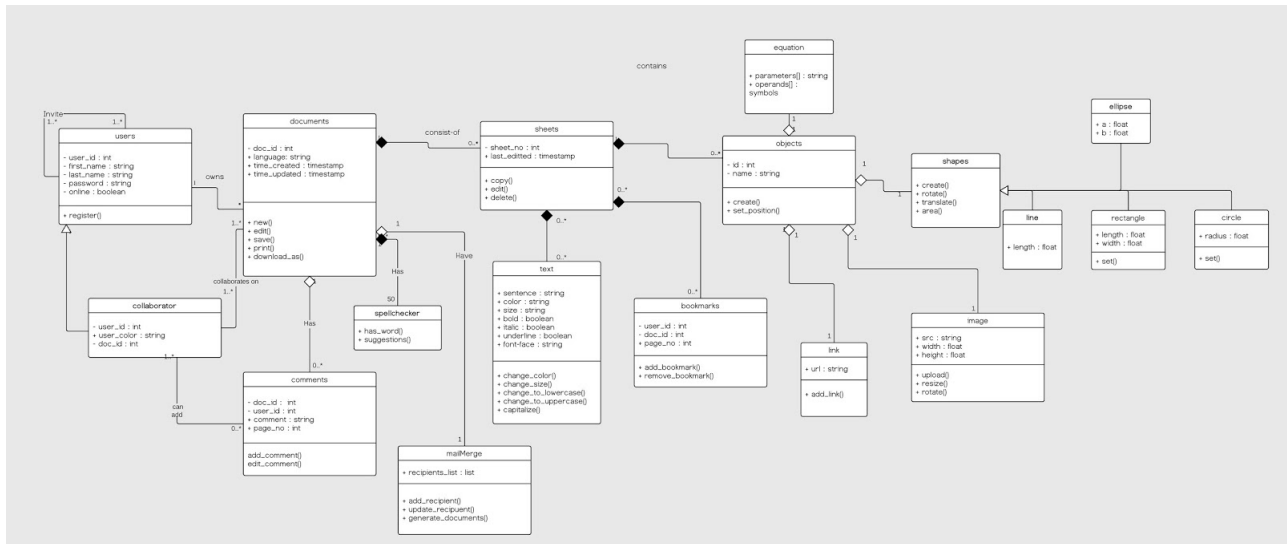 equation
+ parameters[] : string
+ operands[] :
symbols
contains
ellipse
+ a : float
+ b : float
Invite
1..*
1..*
users
- user_id : int
- first_name : string
- last_name : string
- password : string
- online : boolean
+ register()
owns
1
*
documents
- doc_id : int
+ language: string
+ time_created : timestamp
+ time_updated : timestamp
+ new()
+ edit()
+ save()
+ print()
+ download_as()
consist-of
0..*
sheets
- sheet_no : int
+ last_editted : timestamp
+ copy()
+ edit()
+ delete()
0..*
objects
- id : int
- name : string
+ create()
+ set_position()
1
1
1
shapes
+ create()
+ rotate()
+ translate()
+ area()
line
+ length : float
rectangle
+ length : float
+ width : float
+ set()
circle
+ radius : float
+ set()
1..*
collaborates on
1..*
1
Have
Has
50
0..*
0..*
0..*
0..*
1
1
1
1
collaborator
- user_id : int
+ user_color : string
- doc_id : int
1..*
can
add
0..*
Has
0..*
spellchecker
+ has_word()
+ suggestions()
text
+ sentence : string
+ color : string
+ size : string
+ bold : boolean
+ italic : boolean
+ underline : boolean
+ font-face : string
+ change_color()
+ change_size()
+ change_to_lowercase()
+ change_to_uppercase()
+ capitalize()
bookmarks
- user_id : int
- doc_id : int
+ page_no : int
+ add_bookmark()
+ remove_bookmark()
link
+ url : string
+ add_link()
Image
+ src : string
+ width : float
+ height : float
+ upload()
+ resize()
+ rotate()
comments
- doc_id : int
- user_id : int
+ comment : string
+ page_no : int
add_comment()
edit_comment()
1
mailMerge
+ recipients_list : list
+ add_recipient()
+ update_recipuent()
+ generate_documents()